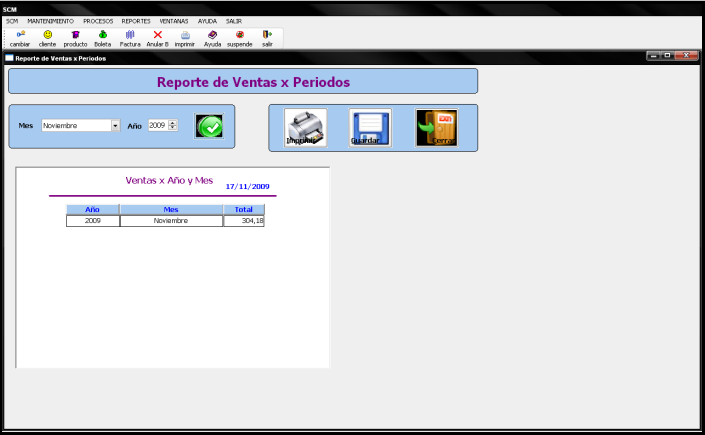 SCM
SCM MANTENIMIENTO PROCESOS REPORTES VENTANAS AYUDA SALIR
cambiar cliente producto Boleta Factura Anular B imprimir Ayuda suspende salir
Reporte de Ventas x Periodos
Reporte de Ventas x Periodos
Mes Noviembre Año 2009
Imprimir Guardar Cerrar
Ventas x Año y Mes
17/11/2009
Año Mes Total
2009 Noviembre 304,18